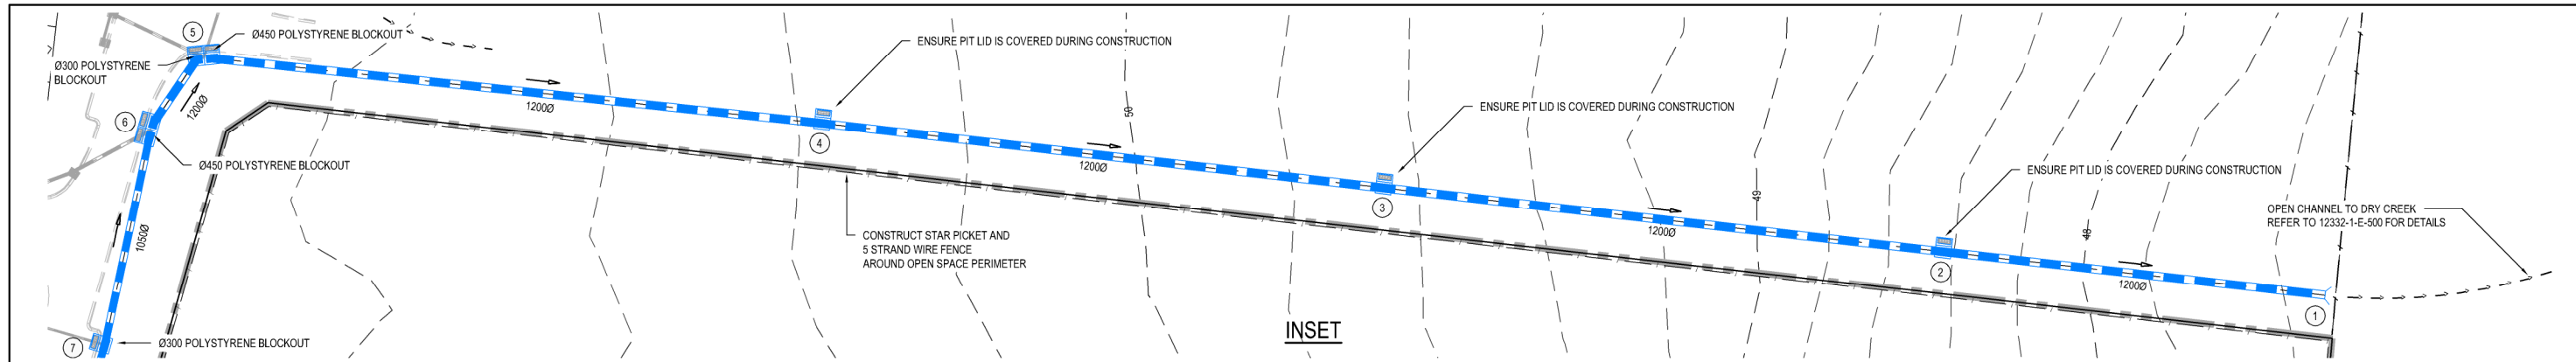 5
Ø450 POLYSTYRENE BLOCKOUT
Ø300 POLYSTYRENE
BLOCKOUT
6
1200Ø
Ø450 POLYSTYRENE BLOCKOUT
1050Ø
7
Ø300 POLYSTYRENE BLOCKOUT
1200Ø
ENSURE PIT LID IS COVERED DURING CONSTRUCTION
4
CONSTRUCT STAR PICKET AND
5 STRAND WIRE FENCE
AROUND OPEN SPACE PERIMETER
50
1200Ø
ENSURE PIT LID IS COVERED DURING CONSTRUCTION
3
INSET
1200Ø
49
ENSURE PIT LID IS COVERED DURING CONSTRUCTION
2
48
1200Ø
OPEN CHANNEL TO DRY CREEK
REFER TO 12332-1-E-500 FOR DETAILS
1